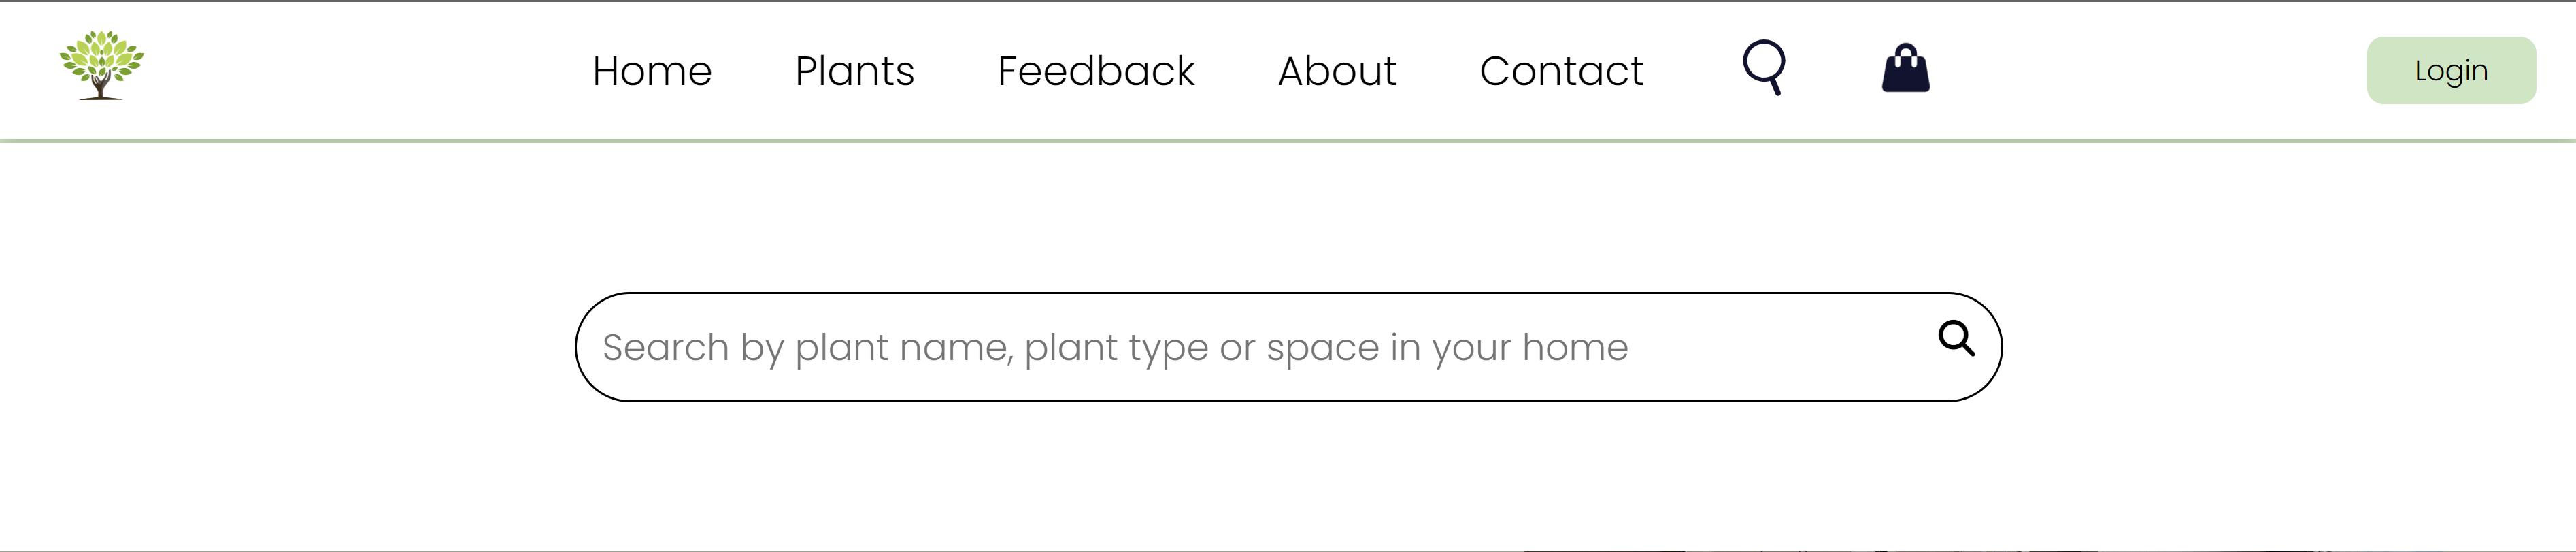 Home Plants Feedback About Contact Login
Search by plant name, plant type or space in your home